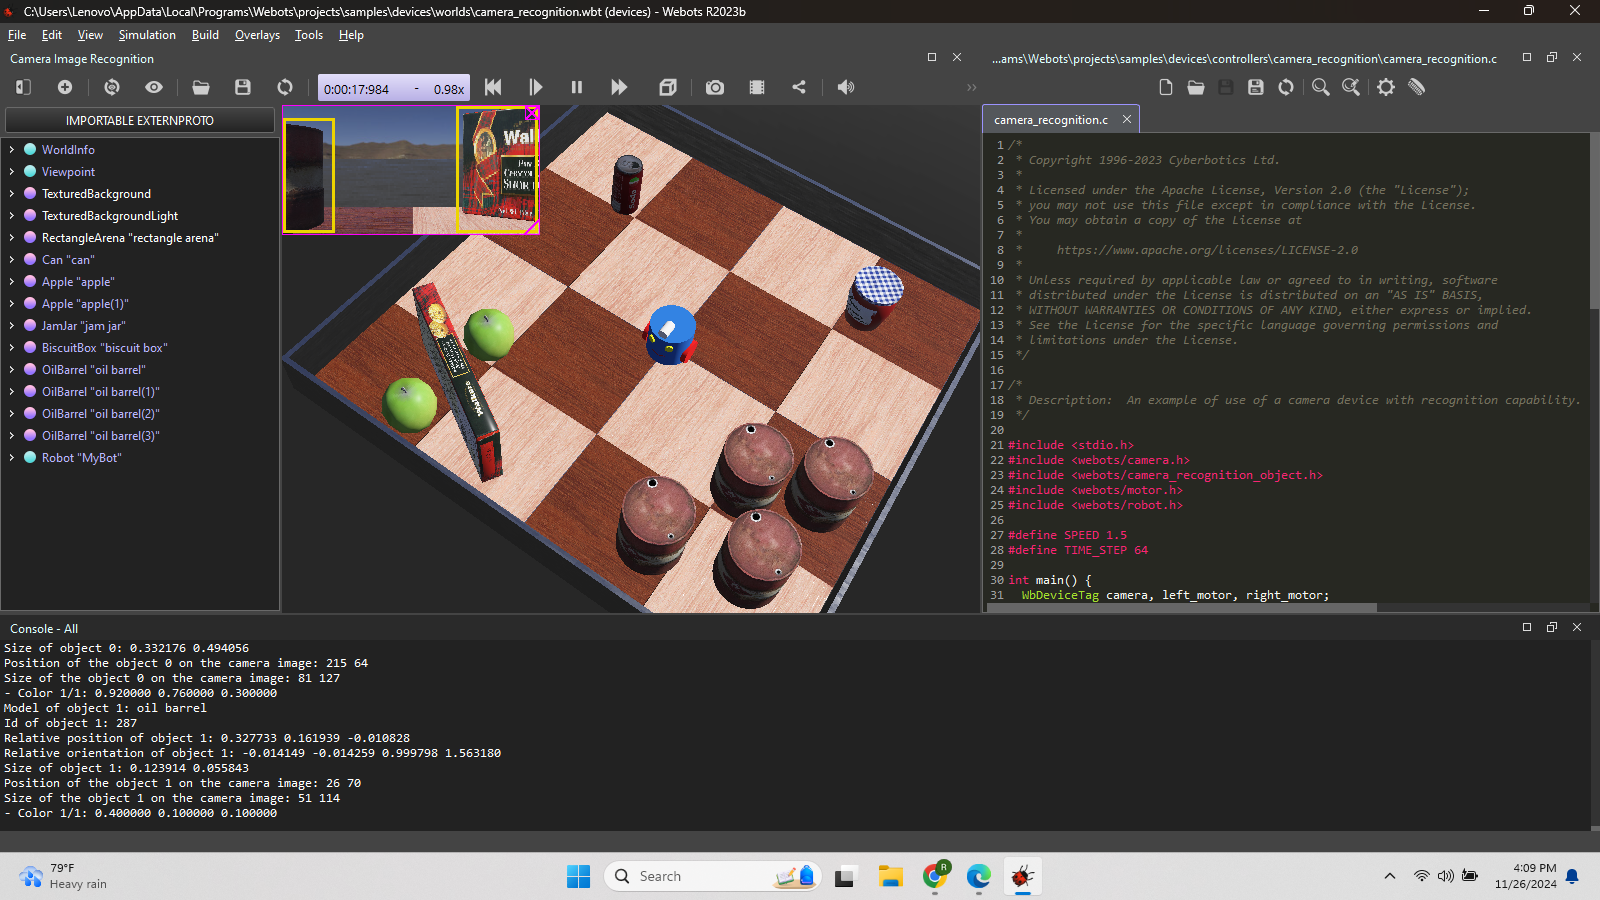 C:\Users\Lenovo\AppData\Local\Programs\Webots\projects\samples\devices\worlds\camera_recognition.wbt (devices) - Webots R2023b
File Edit View Simulation Build Overlays Tools Help
Camera Image Recognition
...ams\Webots\projects\samples\devices\controllers\camera_recognition\camera_recognition.c
0:00:17:984 - 0.98x
IMPORTABLE EXTERNPROTO
WorldInfo
Viewpoint
TexturedBackground
TexturedBackgroundLight
RectangleArena "rectangle arena"
Can "can"
Apple "apple"
Apple "apple(1)"
JamJar "jam jar"
BiscuitBox "biscuit box"
OilBarrel "oil barrel"
OilBarrel "oil barrel(1)"
OilBarrel "oil barrel(2)"
OilBarrel "oil barrel(3)"
Robot "MyBot"
Wal
Short
Soda
Walkers
camera_recognition.c
1 /*
2 * Copyright 1996-2023 Cyberbotics Ltd.
3 *
4 * Licensed under the Apache License, Version 2.0 (the "License");
5 * you may not use this file except in compliance with the License.
6 * You may obtain a copy of the License at
7 *
8 * https://www.apache.org/licenses/LICENSE-2.0
9 *
10 * Unless required by applicable law or agreed to in writing, software
11 * distributed under the License is distributed on an "AS IS" BASIS,
12 * WITHOUT WARRANTIES OR CONDITIONS OF ANY KIND, either express or implied.
13 * See the License for the specific language governing permissions and
14 * limitations under the License.
15 */
16
17 /*
18 * Description:  An example of use of a camera device with recognition capability.
19 */
20
21 #include <stdio.h>
22 #include <webots/camera.h>
23 #include <webots/camera_recognition_object.h>
24 #include <webots/motor.h>
25 #include <webots/robot.h>
26
27 #define SPEED 1.5
28 #define TIME_STEP 64
29
30 int main() {
31 WbDeviceTag camera, left_motor, right_motor;
Console - All
Size of object 0: 0.332176 0.494056
Position of the object 0 on the camera image: 215 64
Size of the object 0 on the camera image: 81 127
- Color 1/1: 0.920000 0.760000 0.300000
Model of object 1: oil barrel
Id of object 1: 287
Relative position of object 1: 0.327733 0.161939 -0.010828
Relative orientation of object 1: -0.014149 -0.014259 0.999798 1.563180
Size of object 1: 0.123914 0.055843
Position of the object 1 on the camera image: 26 70
Size of the object 1 on the camera image: 51 114
- Color 1/1: 0.400000 0.100000 0.100000
79°F
Heavy rain
Search
R
4:09 PM
11/26/2024